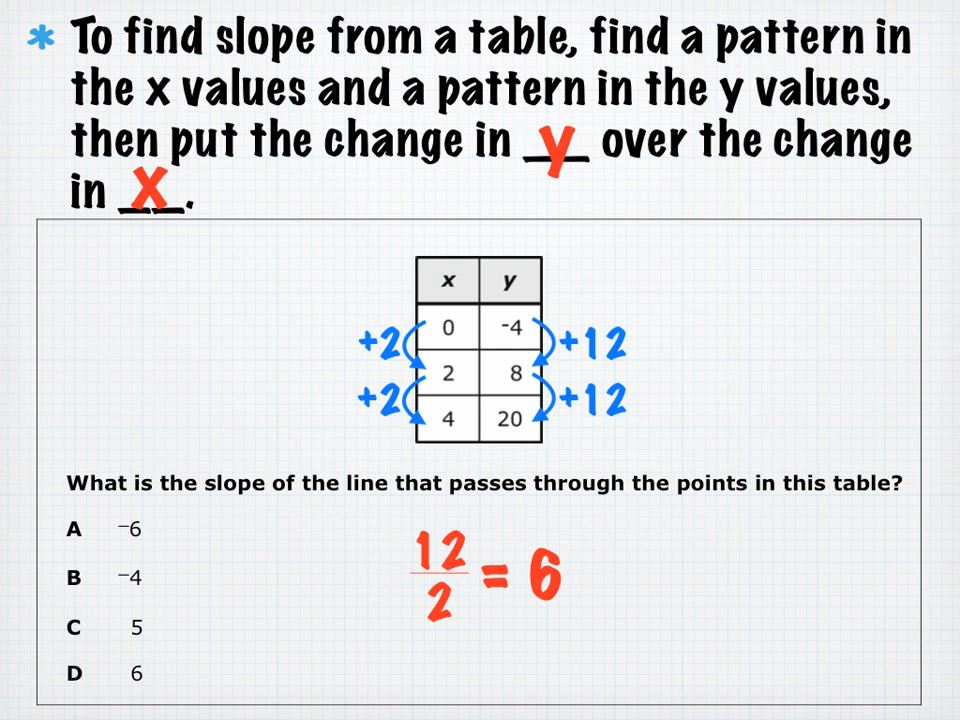 * To find slope from a table, find a pattern in
the x values and a pattern in the y values,
then put the change in __y__ over the change
in __x__.
x y
0 -4
+2 +12
2 8
+2 +12
4 20
What is the slope of the line that passes through the points in this table?
A ⁻6
B ⁻4
C 5
D 6
12
2
= 6